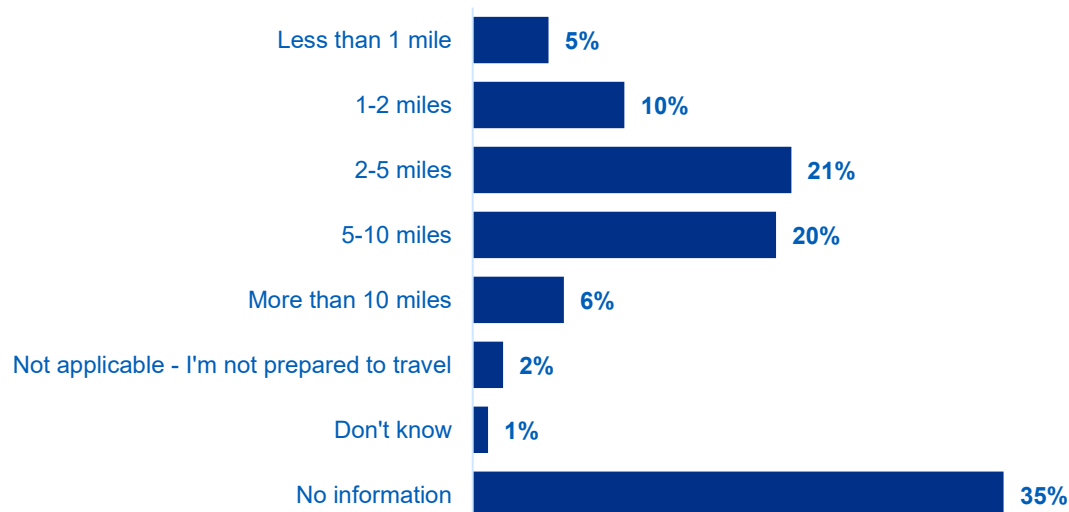 Less than 1 mile 5%
1-2 miles 10%
2-5 miles 21%
5-10 miles 20%
More than 10 miles 6%
Not applicable - I'm not prepared to travel 2%
Don't know 1%
No information 35%